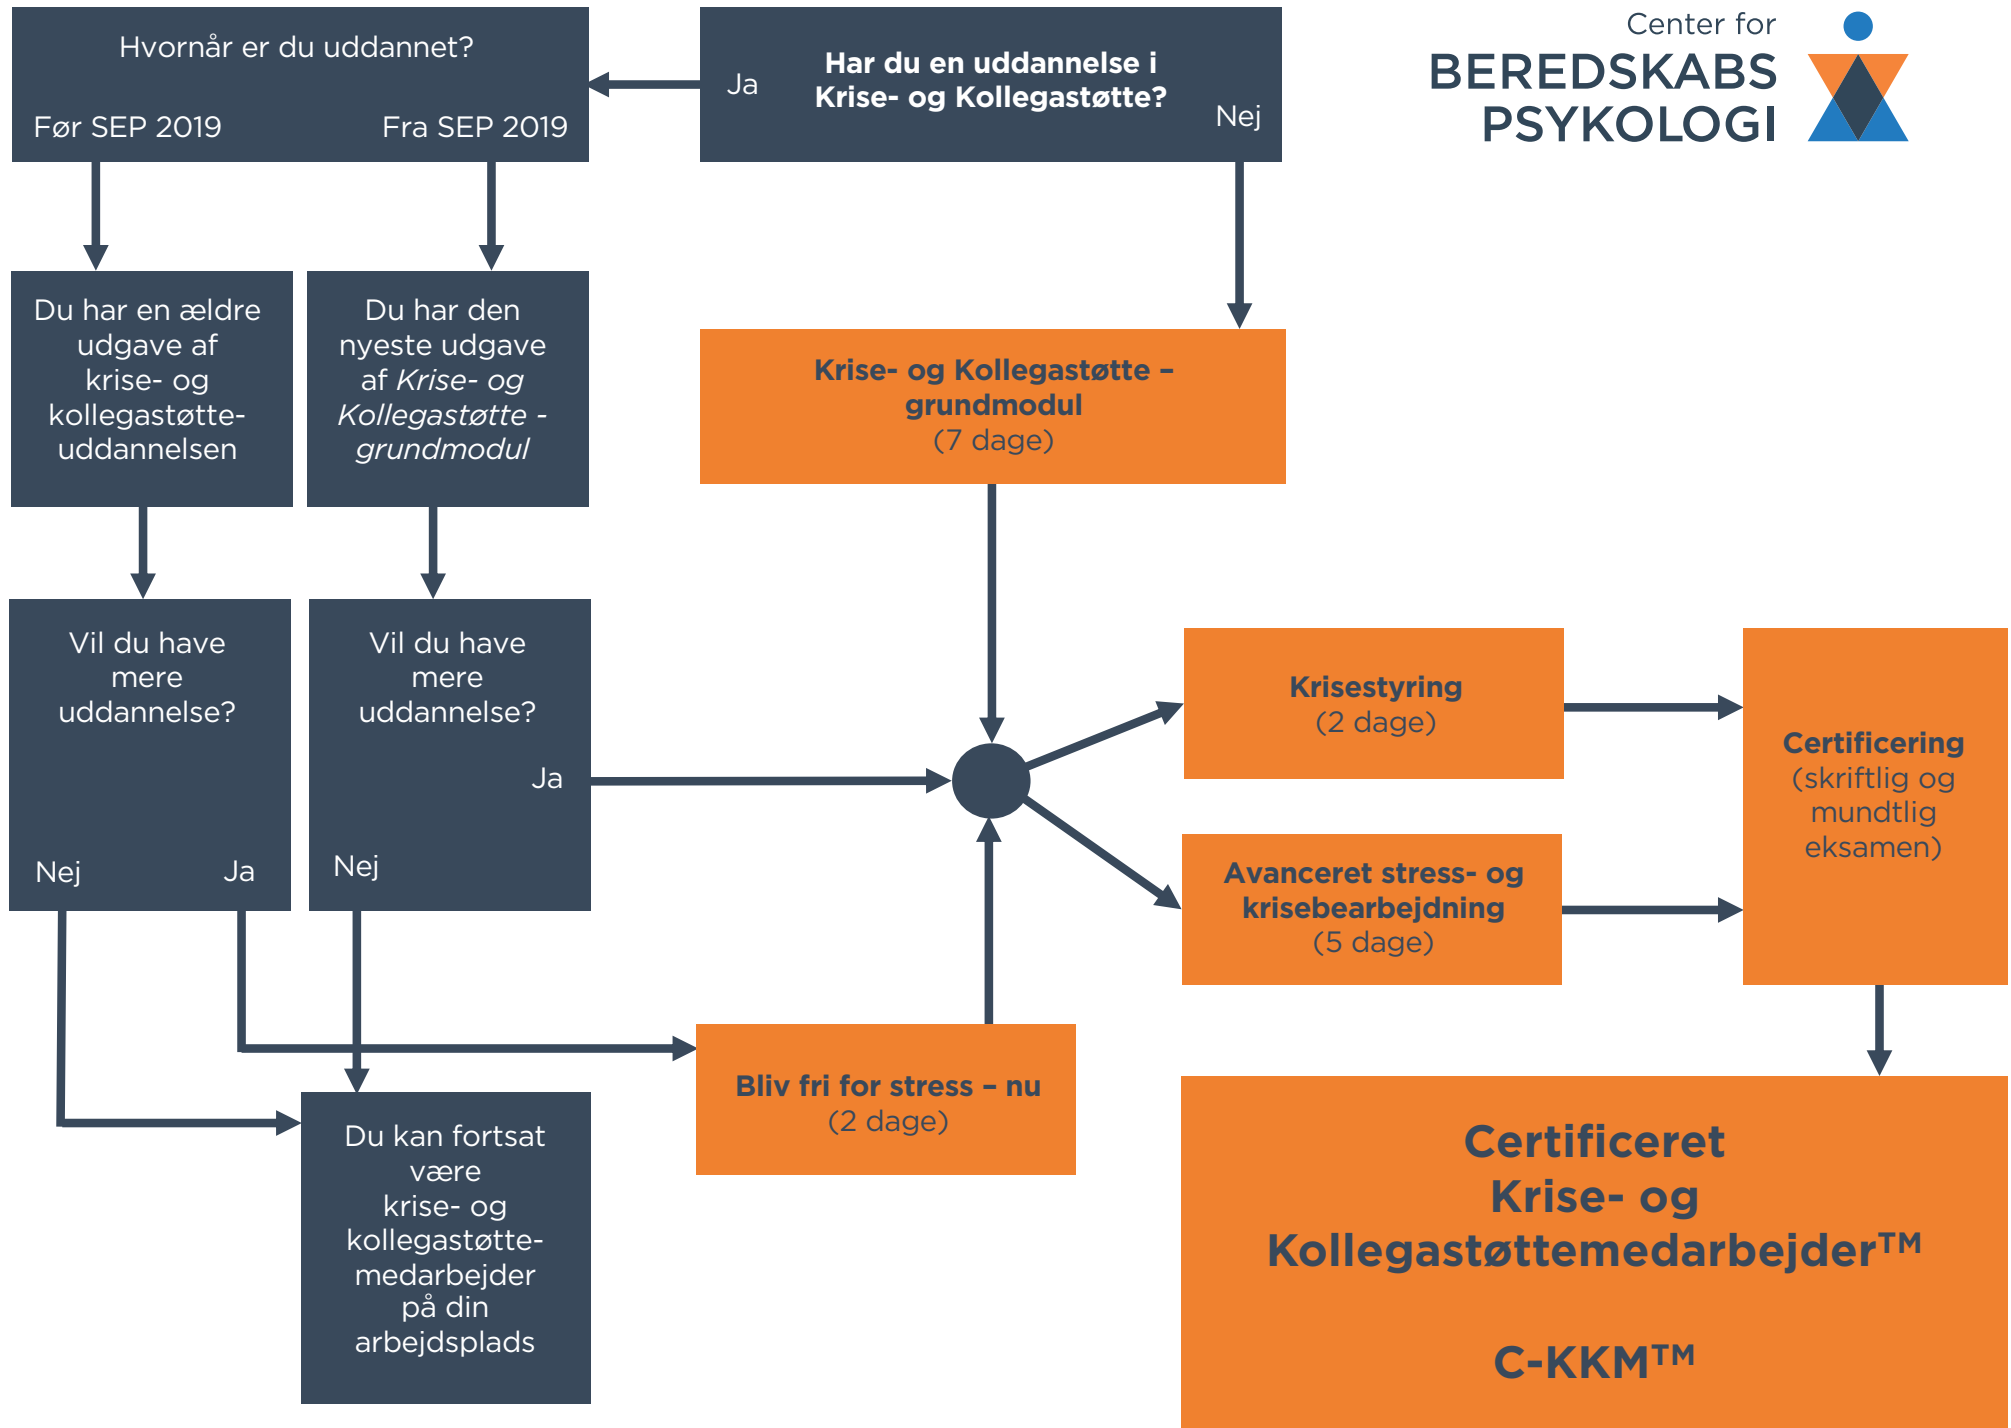 Hvornår er du uddannet?
Før SEP 2019
Fra SEP 2019
Ja
Har du en uddannelse i
Krise- og Kollegastøtte?
Nej
Center for
BEREDSKABS
PSYKOLOGI
Du har en ældre
udgave af
krise- og
kollegastøtte-
uddannelsen
Du har den
nyeste udgave
af Krise- og
Kollegastøtte -
grundmodul
Krise- og Kollegastøtte –
grundmodul
(7 dage)
Vil du have
mere
uddannelse?
Nej
Ja
Vil du have
mere
uddannelse?
Ja
Nej
Krisestyring
(2 dage)
Avanceret stress- og
krisebearbejdning
(5 dage)
Certificering
(skriftlig og
mundtlig
eksamen)
Bliv fri for stress – nu
(2 dage)
Du kan fortsat
være
krise- og
kollegastøtte-
medarbejder
på din
arbejdsplads
Certificeret
Krise- og
Kollegastøttemedarbejder™
C-KKM™